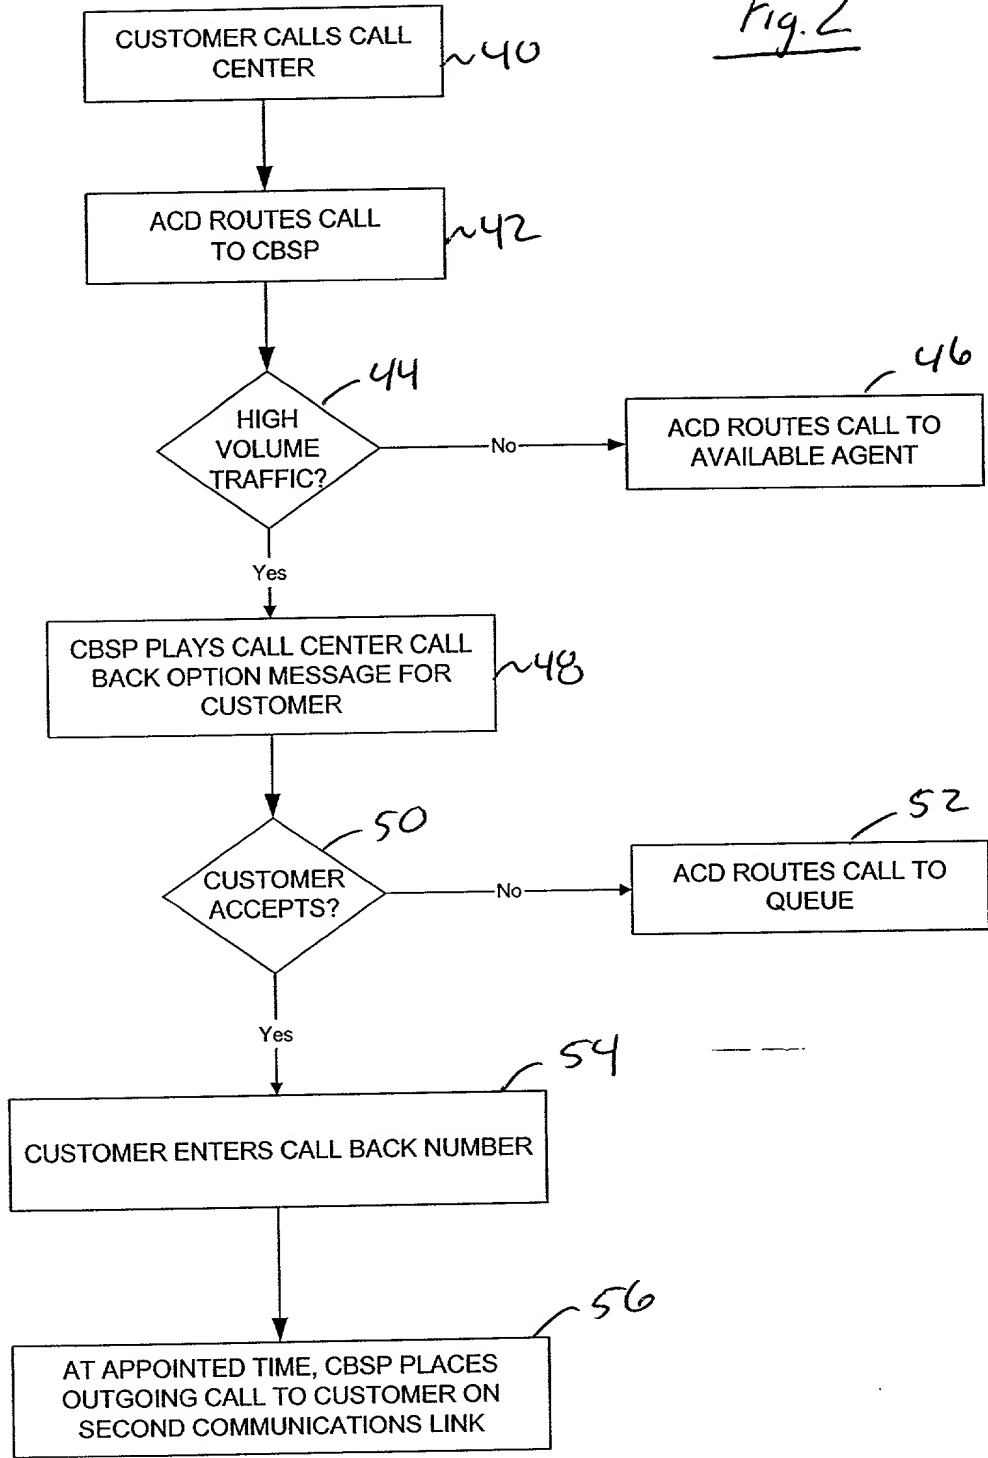 Fig. 2
CUSTOMER CALLS CALL
CENTER
40
ACD ROUTES CALL
TO CBSP
42
44
HIGH
VOLUME
TRAFFIC?
No
46
ACD ROUTES CALL TO
AVAILABLE AGENT
Yes
CBSP PLAYS CALL CENTER CALL
BACK OPTION MESSAGE FOR
CUSTOMER
48
50
CUSTOMER
ACCEPTS?
No
52
ACD ROUTES CALL TO
QUEUE
Yes
54
CUSTOMER ENTERS CALL BACK NUMBER
56
AT APPOINTED TIME, CBSP PLACES
OUTGOING CALL TO CUSTOMER ON
SECOND COMMUNICATIONS LINK